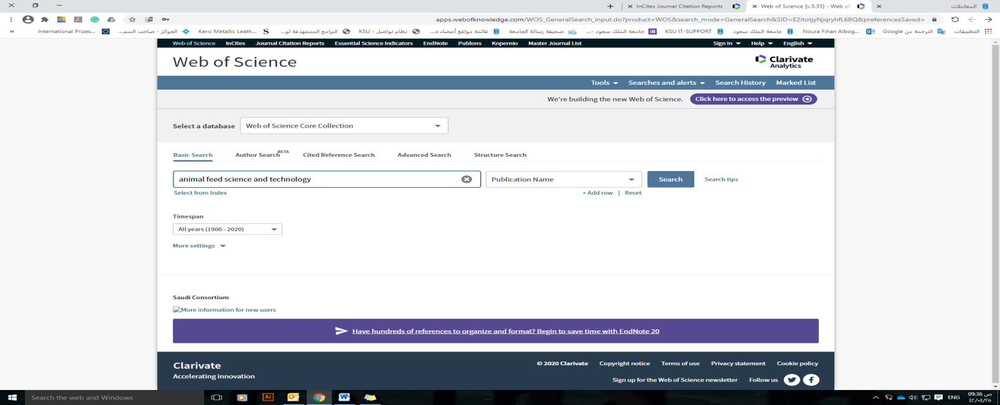 InCites Journal Citation Reports
Web of Science [v.5.35] - Web of
المعاملات
apps.webofknowledge.com/WOS_GeneralSearch_input.do?product=WOS&search_mode=GeneralSearch&SID=E2itotjyNjqryhfL6BQ&preferencesSaved=
International Prizes...
الجوائز - صاحب السم...
Keric Metallic Leath...
البرامج المستهدفة لو...
نظام تواصل - KSU
قائمة مواقع أعضاء ه...
صحيفة رسالة الجامعة
جامعة الملك سعود -...
KSU IT-SUPPORT
جامعة الملك سعود
Noura Fihan Albog...
الترجمة من Google
التطبيقات
Web of Science InCites Journal Citation Reports Essential Science Indicators EndNote Publons Kopernio Master Journal List Sign In Help English
Web of Science
Clarivate
Analytics
Tools Searches and alerts Search History Marked List
We're building the new Web of Science. Click here to access the preview
Select a database Web of Science Core Collection
Basic Search Author Search BETA Cited Reference Search Advanced Search Structure Search
animal feed science and technology Publication Name Search Search tips
Select from Index + Add row | Reset
Timespan
All years (1900 - 2020)
More settings
Saudi Consortium
More information for new users
Have hundreds of references to organize and format? Begin to save time with EndNote 20
Clarivate
Accelerating innovation
© 2020 Clarivate Copyright notice Terms of use Privacy statement Cookie policy
Sign up for the Web of Science newsletter Follow us
Search the web and Windows
ENG
09:36 ص
٤٢/٠٤/٢٥